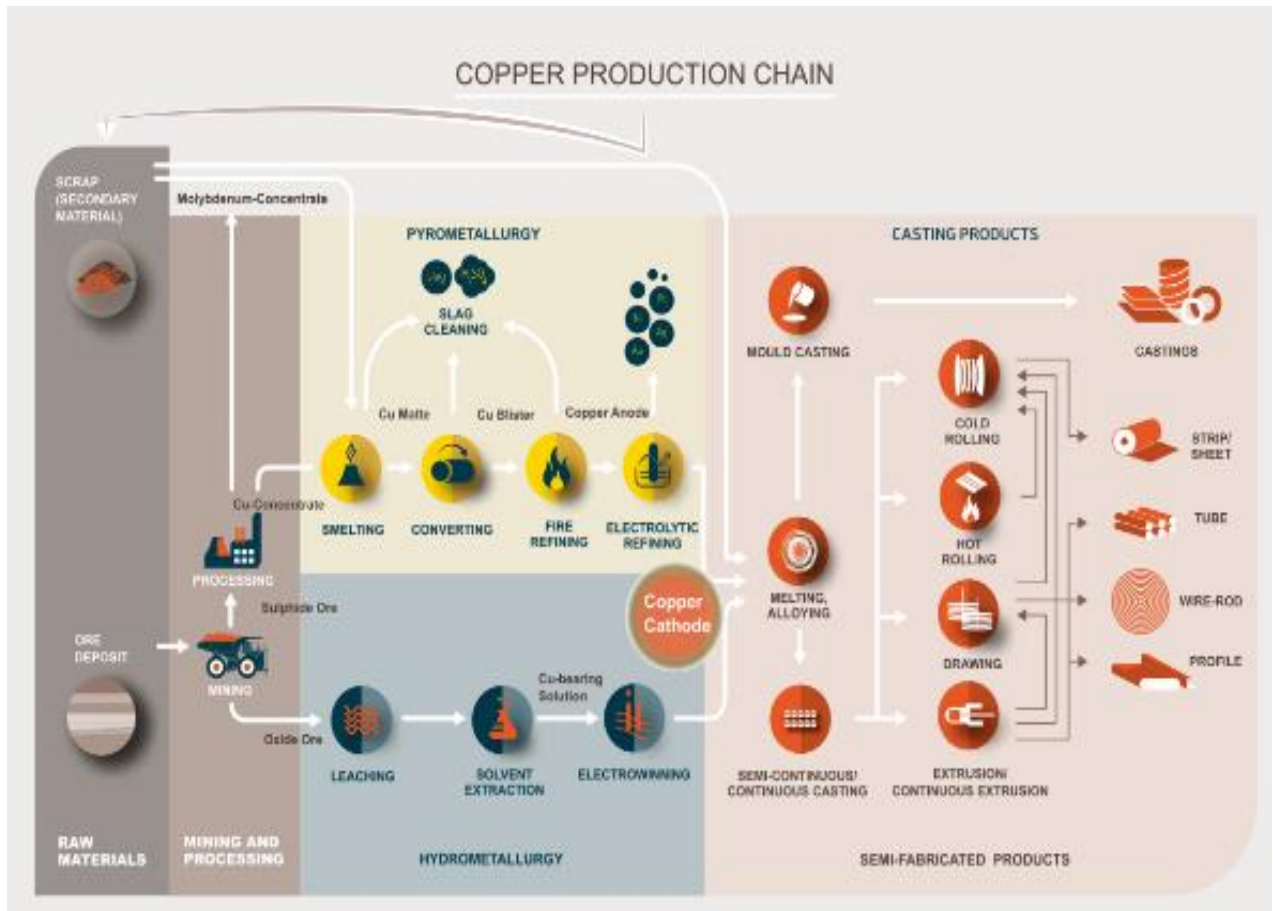 COPPER PRODUCTION CHAIN
SCRAP
(SECONDARY
MATERIAL)
Molybdenum-Concentrate
PYROMETALLURGY
SLAG
CLEANING
Cu Matte
Cu Blister
Copper Anode
Cu-Concentrate
SMELTING
CONVERTING
FIRE
REFINING
ELECTROLYTIC
REFINING
PROCESSING
Sulphide Ore
ORE
DEPOSIT
MINING
Oxide Ore
Copper
Cathode
Cu-bearing
Solution
LEACHING
SOLVENT
EXTRACTION
ELECTROWINNING
HYDROMETALLURGY
RAW
MATERIALS
MINING AND
PROCESSING
CASTING PRODUCTS
MOULD CASTING
CASTINGS
COLD
ROLLING
STRIP/
SHEET
HOT
ROLLING
TUBE
MELTING,
ALLOYING
DRAWING
WIRE-ROD
PROFILE
SEMI-CONTINUOUS/
CONTINUOUS CASTING
EXTRUSION/
CONTINUOUS EXTRUSION
SEMI-FABRICATED PRODUCTS